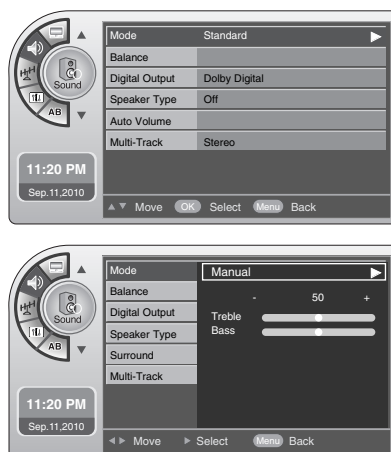 Mode Standard
Balance
Digital Output Dolby Digital
Speaker Type Off
Auto Volume
Multi-Track Stereo
Sound
AB
11:20 PM
Sep.11,2010
Move OK Select Menu Back
Mode Manual
Balance - 50 +
Digital Output Treble
Speaker Type Bass
Surround
Multi-Track
Sound
AB
11:20 PM
Sep.11,2010
Move Select Menu Back